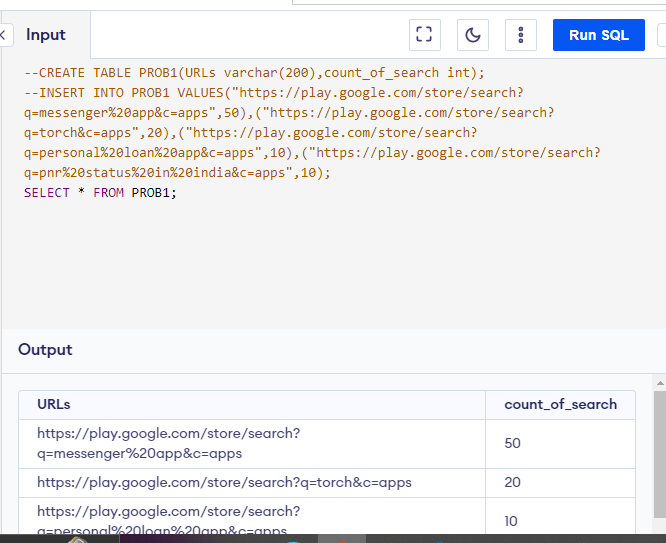 Input
Run SQL
--CREATE TABLE PROB1(URLs varchar(200),count_of_search int);
--INSERT INTO PROB1 VALUES("https://play.google.com/store/search?
q=messenger%20app&c=apps",50),("https://play.google.com/store/search?
q=torch&c=apps",20),("https://play.google.com/store/search?
q=personal%20loan%20app&c=apps",10),("https://play.google.com/store/search?
q=pnr%20status%20in%20india&c=apps",10);
SELECT * FROM PROB1;
Output
URLs count_of_search
https://play.google.com/store/search?
q=messenger%20app&c=apps
50
https://play.google.com/store/search?q=torch&c=apps 20
https://play.google.com/store/search?
q=personal%20loan%20app&c=apps
10